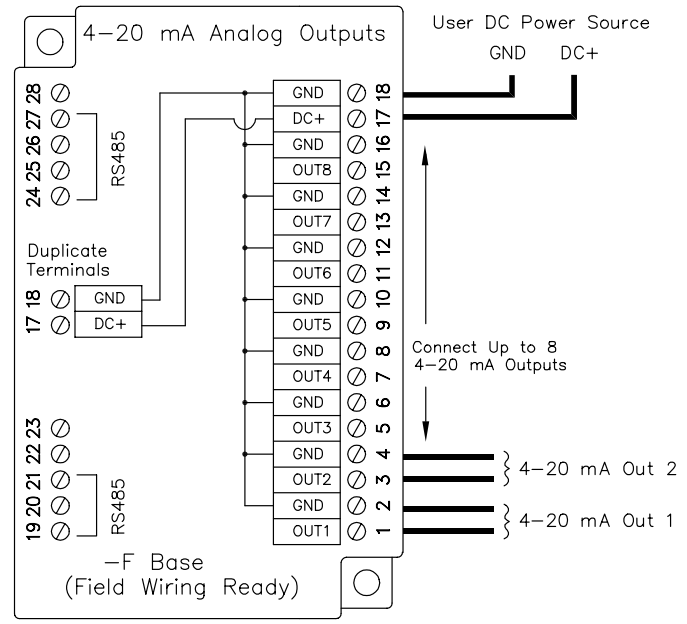 4-20 mA Analog Outputs
User DC Power Source
GND DC+
28
27
26
25
24
RS485
Duplicate
Terminals
18 GND
17 DC+
23
22
21
20
19
RS485
GND 18
DC+ 17
GND 16
OUT8 15
GND 14
OUT7 13
GND 12
OUT6 11
GND 10
OUT5 9
GND 8
OUT4 7
GND 6
OUT3 5
GND 4
OUT2 3
GND 2
OUT1 1
Connect Up to 8
4-20 mA Outputs
4-20 mA Out 2
4-20 mA Out 1
-F Base
(Field Wiring Ready)